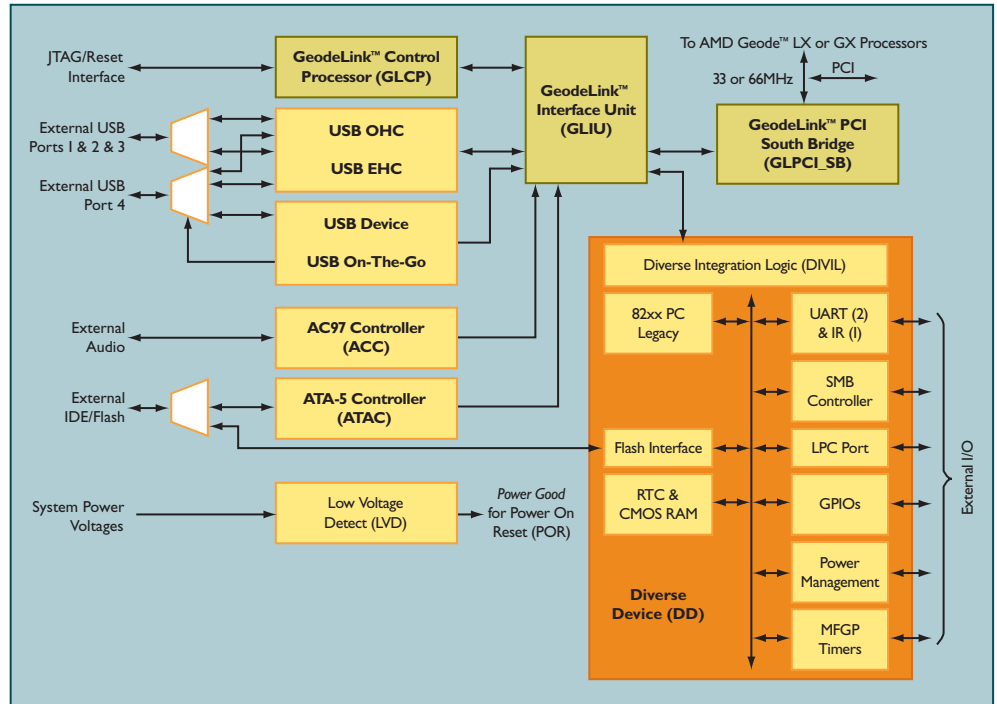 JTAG/Reset
Interface
GeodeLink™ Control
Processor (GLCP)
GeodeLink™
Interface Unit
(GLIU)
To AMD Geode™ LX or GX Processors
33 or 66MHz
PCI
GeodeLink™ PCI
South Bridge
(GLPCI_SB)
External USB
Ports 1 & 2 & 3
USB OHC
USB EHC
External USB
Port 4
USB Device
USB On-The-Go
External
Audio
AC97 Controller
(ACC)
External
IDE/Flash
ATA-5 Controller
(ATAC)
System Power
Voltages
Low Voltage
Detect (LVD)
Power Good
for Power On
Reset (POR)
Diverse Integration Logic (DIVIL)
82xx PC
Legacy
UART (2)
& IR (1)
SMB
Controller
Flash Interface
LPC Port
RTC &
CMOS RAM
GPIOs
Power
Management
Diverse
Device (DD)
MFGP
Timers
External I/O